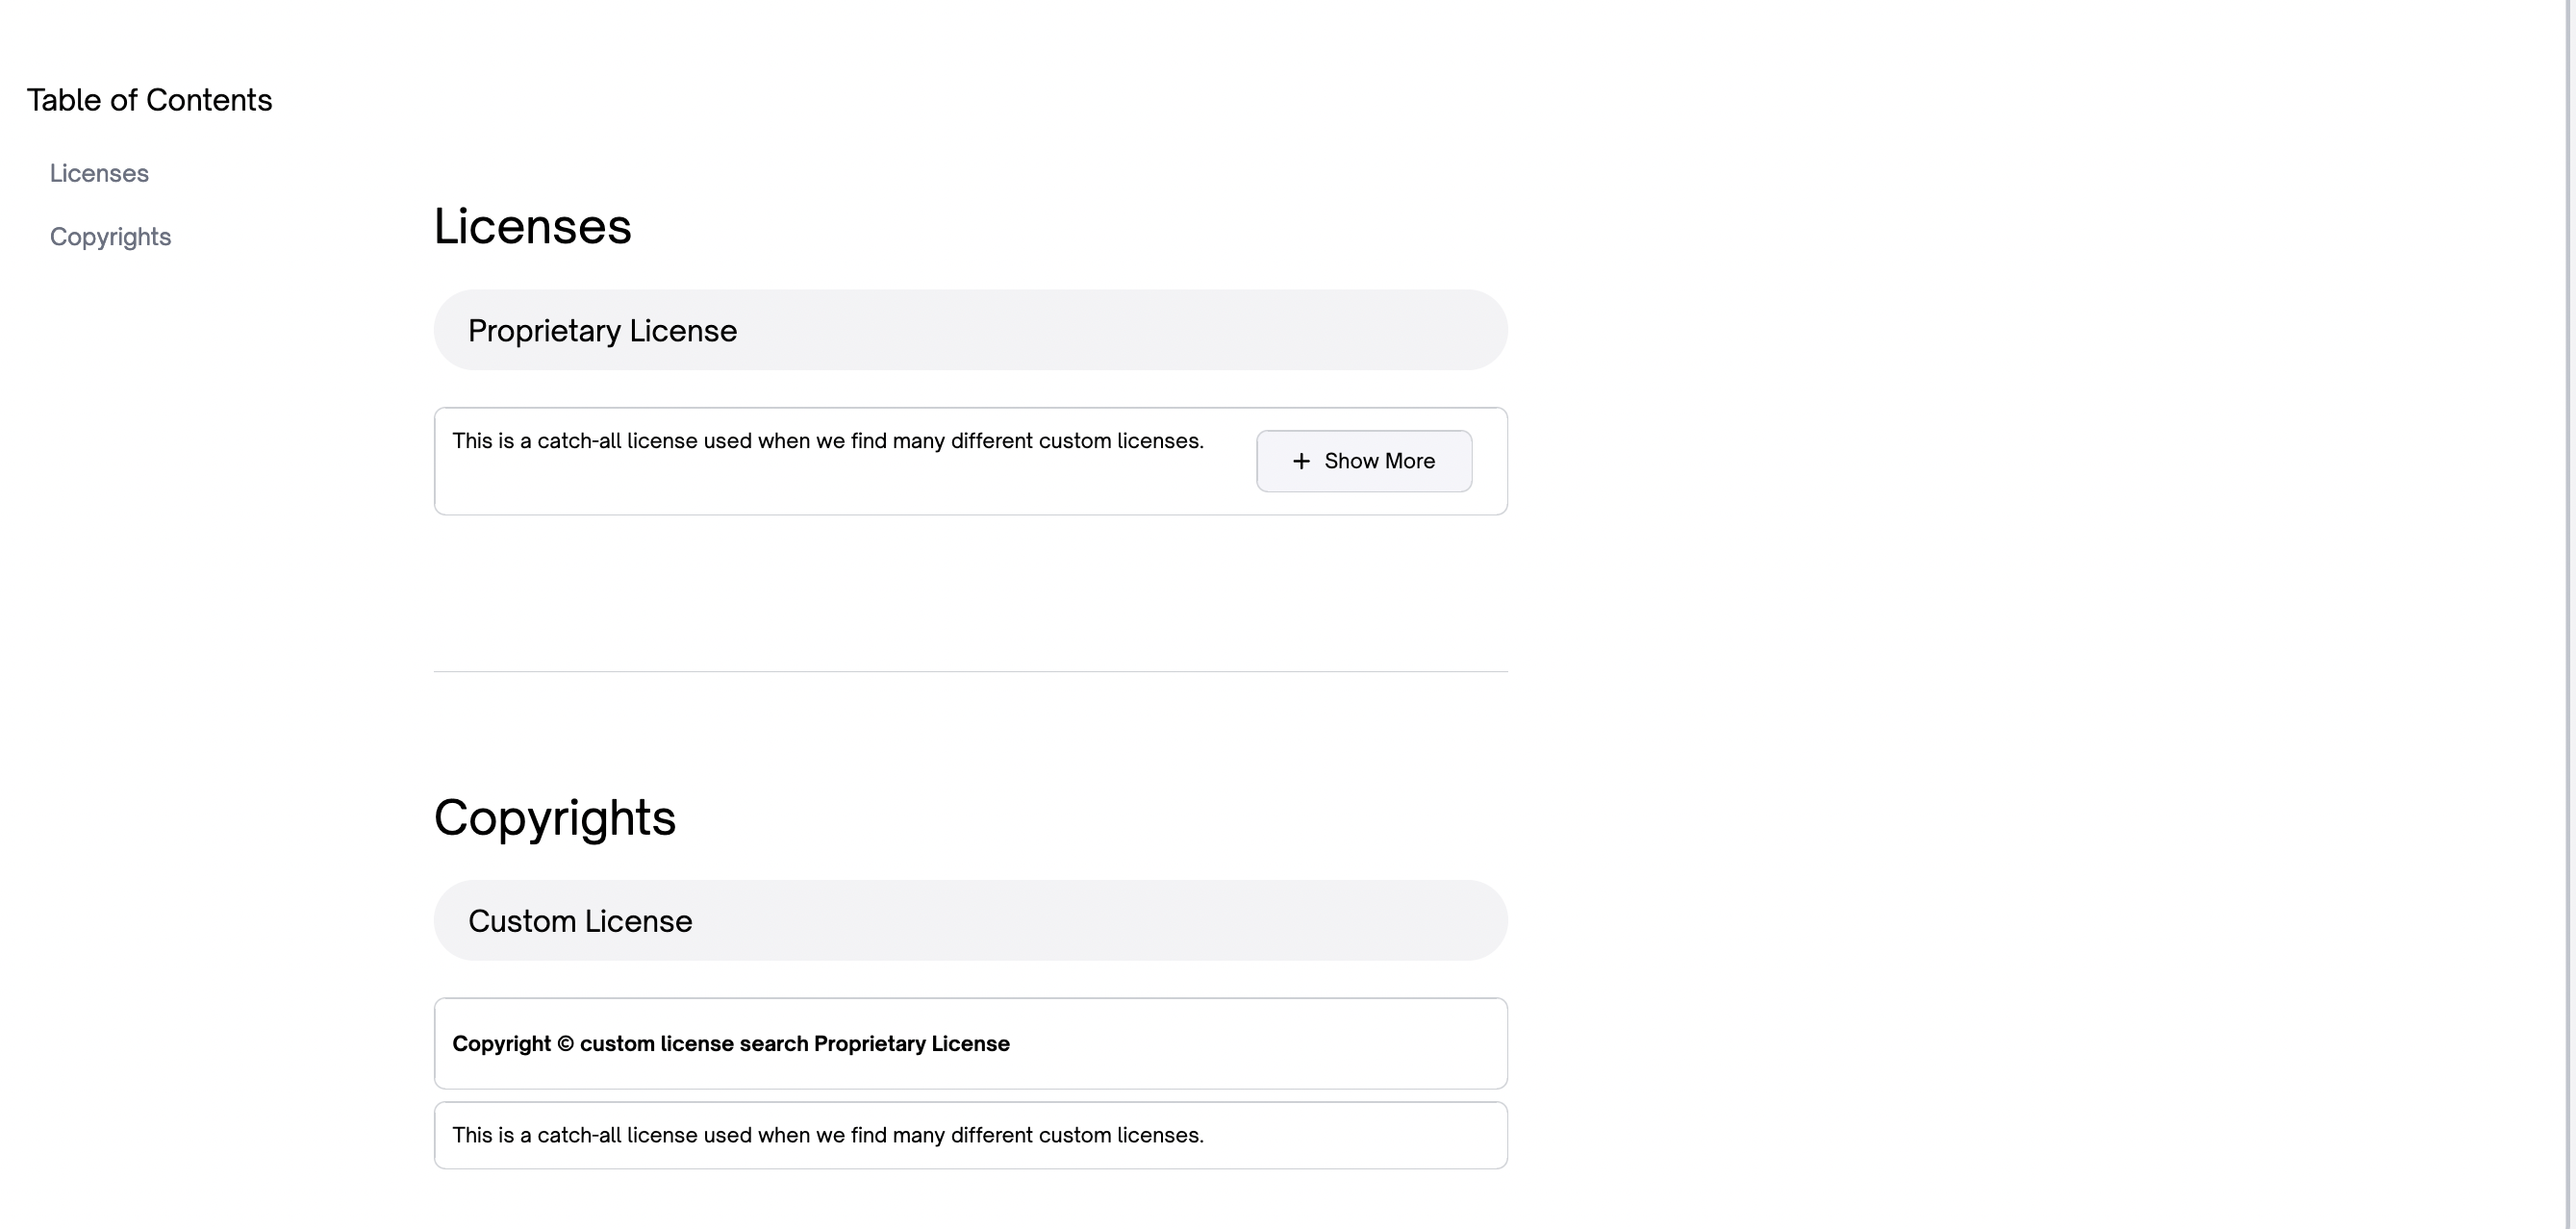 Table of Contents
Licenses
Copyrights
Licenses
Proprietary License
This is a catch-all license used when we find many different custom licenses.
+ Show More
Copyrights
Custom License
Copyright © custom license search Proprietary License
This is a catch-all license used when we find many different custom licenses.